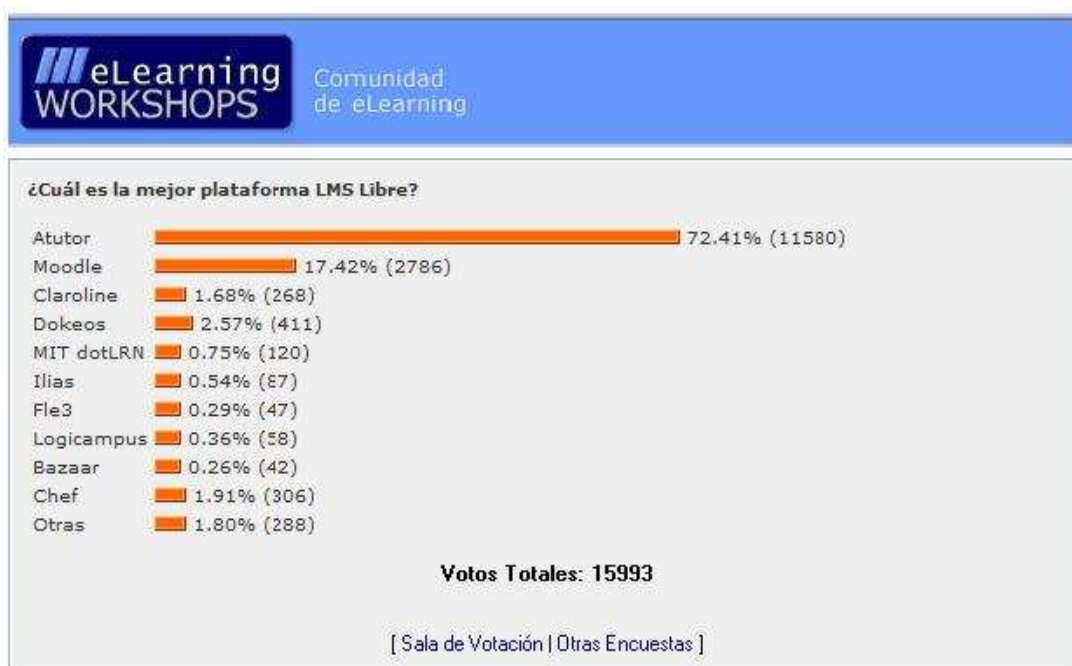 eLearning
WORKSHOPS
Comunidad
de eLearning
¿Cuál es la mejor plataforma LMS Libre?
Atutor 72.41% (11580)
Moodle 17.42% (2786)
Claroline 1.68% (268)
Dokeos 2.57% (411)
MIT dotLRN 0.75% (120)
Ilias 0.54% (87)
Fle3 0.29% (47)
Logicampus 0.36% (58)
Bazaar 0.26% (42)
Chef 1.91% (306)
Otras 1.80% (288)
Votos Totales: 15993
[ Sala de Votación | Otras Encuestas ]